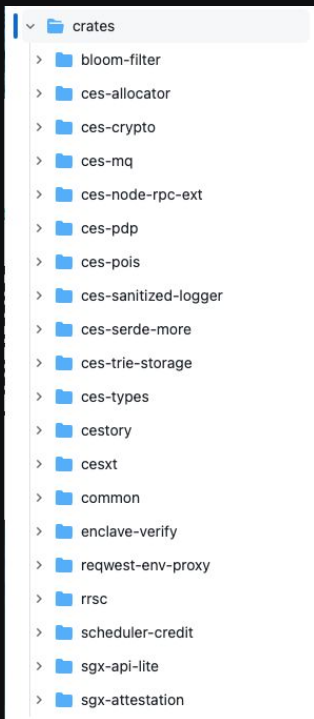 crates
bloom-filter
ces-allocator
ces-crypto
ces-mq
ces-node-rpc-ext
ces-pdp
ces-pois
ces-sanitized-logger
ces-serde-more
ces-trie-storage
ces-types
cestory
cesxt
common
enclave-verify
reqwest-env-proxy
rrsc
scheduler-credit
sgx-api-lite
sgx-attestation